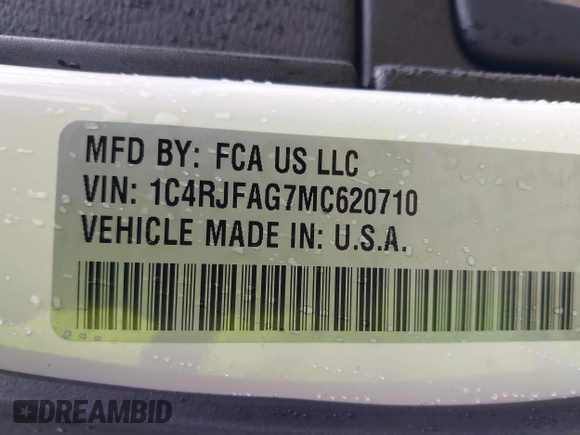 MFD BY: FCA US LLC
VIN: 1C4RJFAG7MC620710
VEHICLE MADE IN: U.S.A.
DREAMBID